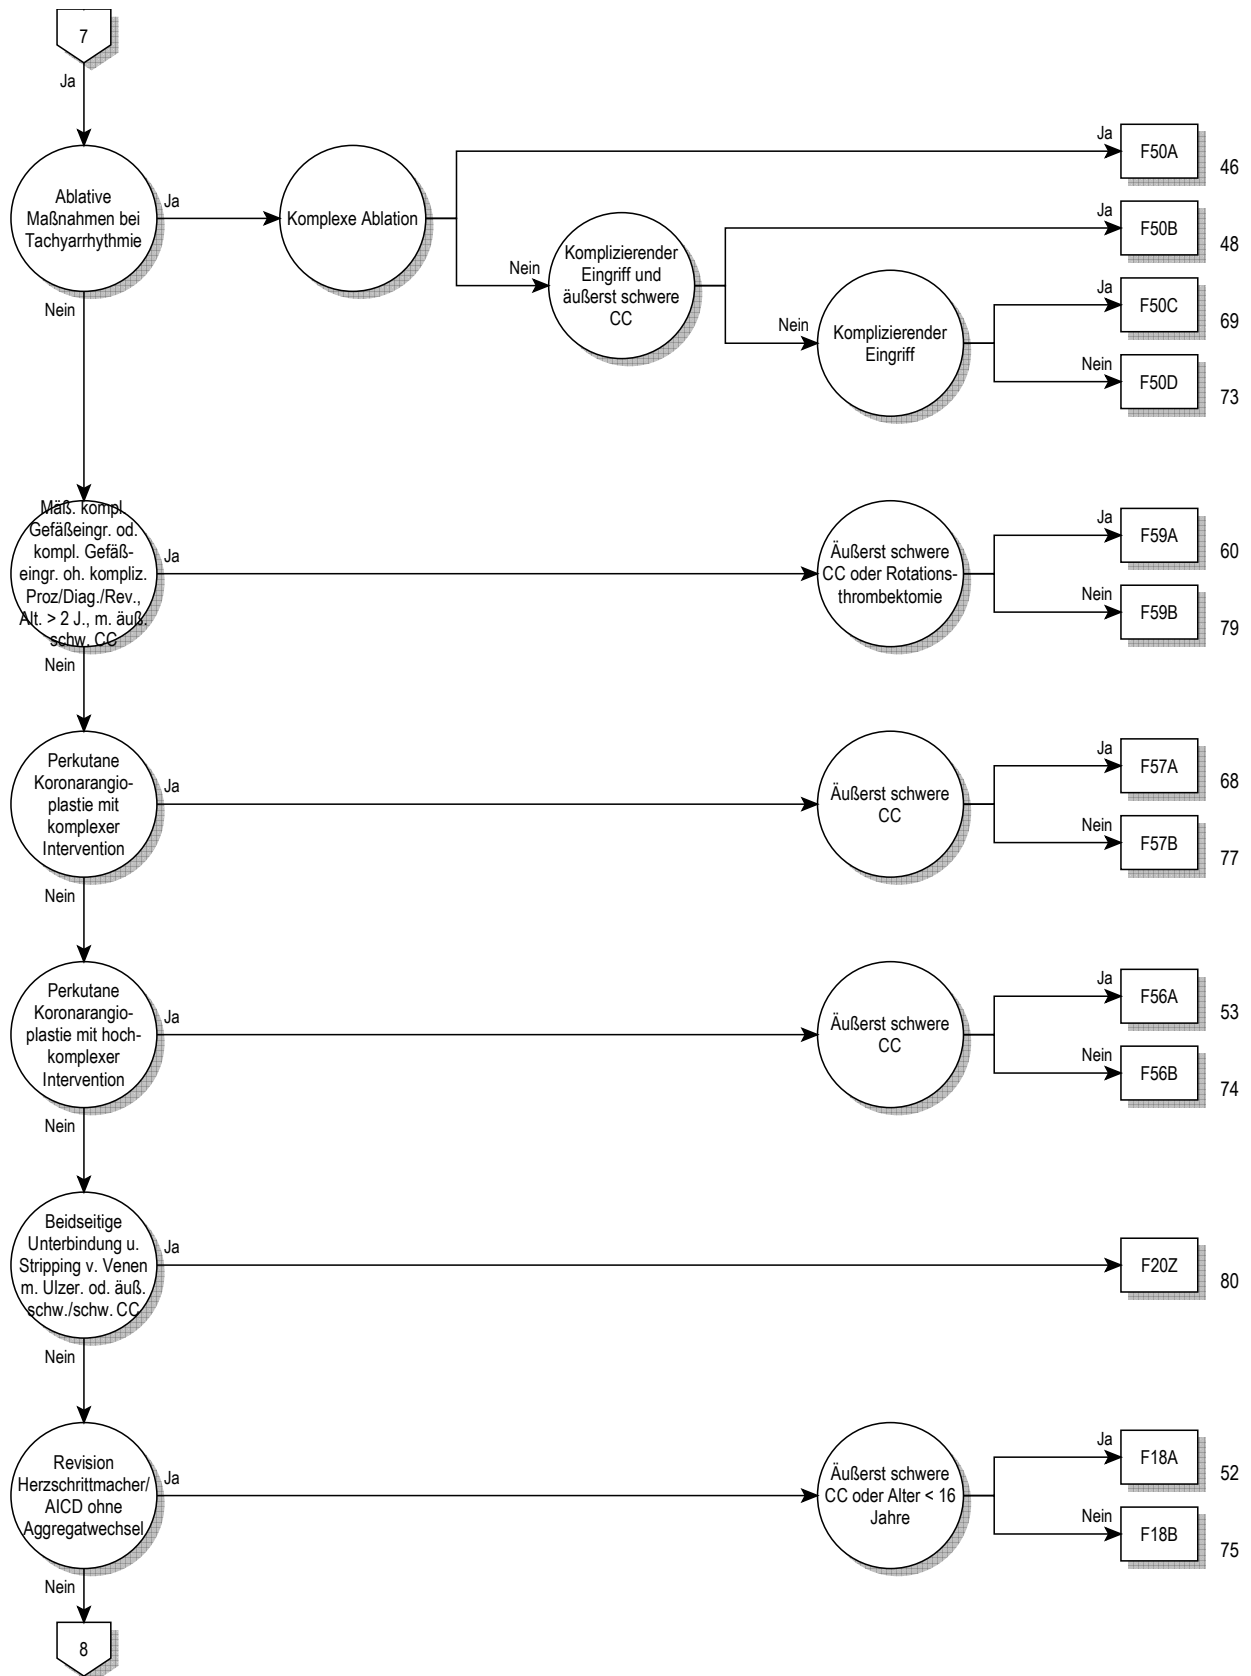 7
Ja
Ablative
Maßnahmen bei
Tachyarrhythmie
Ja
Komplexe Ablation
Ja
F50A
46
Nein
Komplizierender
Eingriff und
äußerst schwere
CC
Ja
F50B
48
Nein
Komplizierender
Eingriff
Ja
F50C
69
Nein
F50D
73
Nein
Mäß. kompl.
Gefäßeingr. od.
kompl. Gefäß-
eingr. oh. kompliz.
Proz/Diag./Rev.,
Alt. > 2 J., m. äuß.
schw. CC
Ja
Äußerst schwere
CC oder Rotations-
thrombektomie
Ja
F59A
60
Nein
F59B
79
Nein
Perkutane
Koronarangio-
plastie mit
komplexer
Intervention
Ja
Äußerst schwere
CC
Ja
F57A
68
Nein
F57B
77
Nein
Perkutane
Koronarangio-
plastie mit hoch-
komplexer
Intervention
Ja
Äußerst schwere
CC
Ja
F56A
53
Nein
F56B
74
Nein
Beidseitige
Unterbindung u.
Stripping v. Venen
m. Ulzer. od. äuß.
schw./schw. CC
Ja
F20Z
80
Nein
Revision
Herzschrittmacher/
AICD ohne
Aggregatwechsel
Ja
Äußerst schwere
CC oder Alter < 16
Jahre
Ja
F18A
52
Nein
F18B
75
Nein
8